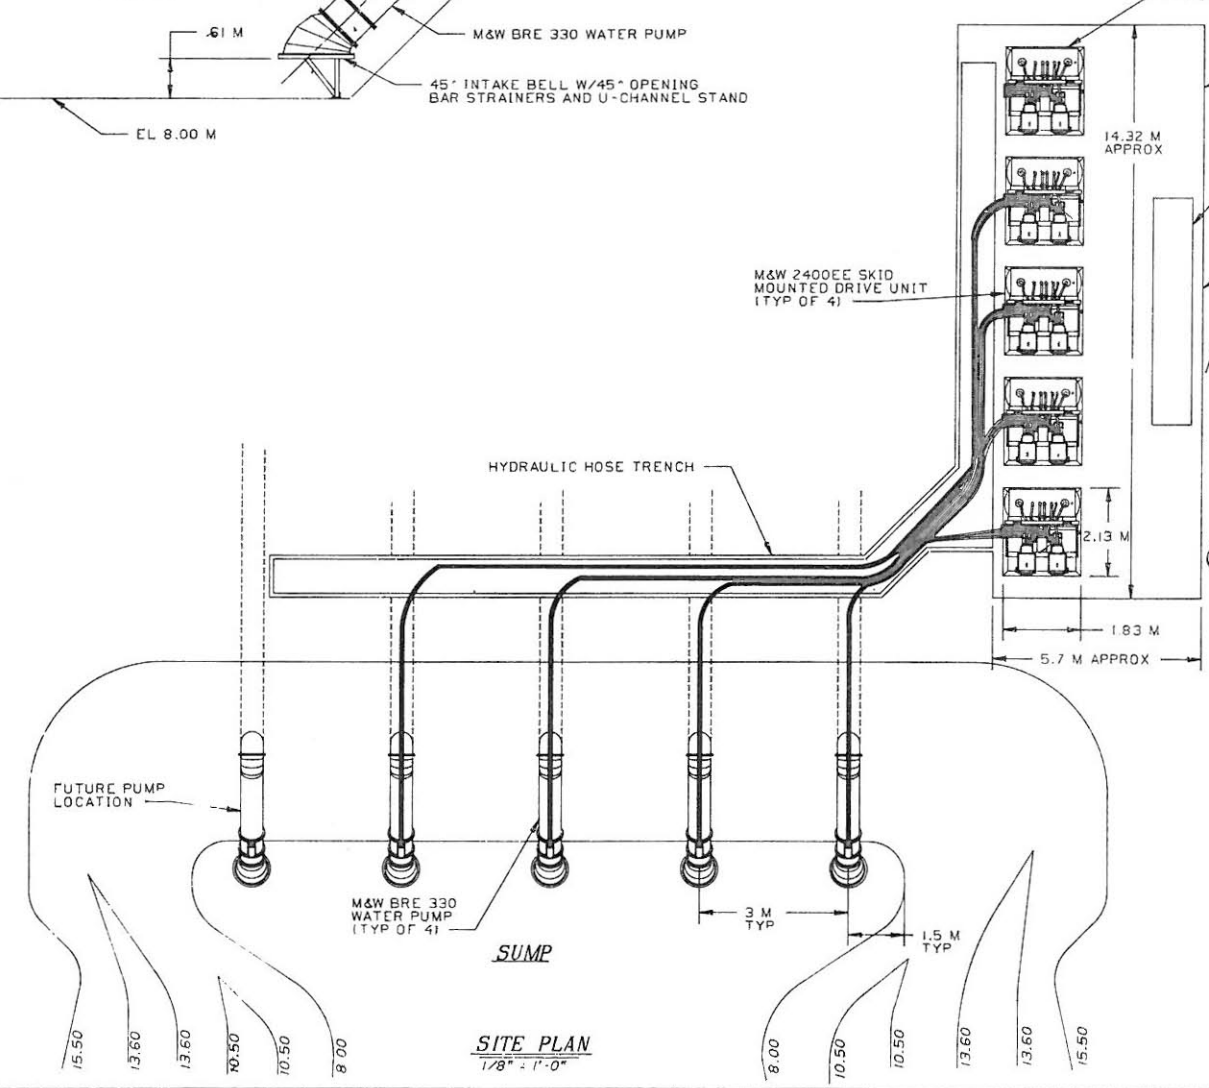 .61 M
M&W BRE 330 WATER PUMP
45° INTAKE BELL W/45" OPENING
BAR STRAINERS AND U-CHANNEL STAND
EL 8.00 M
14.32 M
APPROX
M&W 2400EE SKID
MOUNTED DRIVE UNIT
(TYP OF 4)
HYDRAULIC HOSE TRENCH
2.13 M
1.83 M
5.7 M APPROX
FUTURE PUMP
LOCATION
M&W BRE 330
WATER PUMP
(TYP OF 4)
3 M
TYP
1.5 M
TYP
SUMP
15.50
13.60
13.60
10.50
10.50
8.00
8.00
10.50
10.50
13.60
13.60
15.50
SITE PLAN
1/8" = 1'-0"